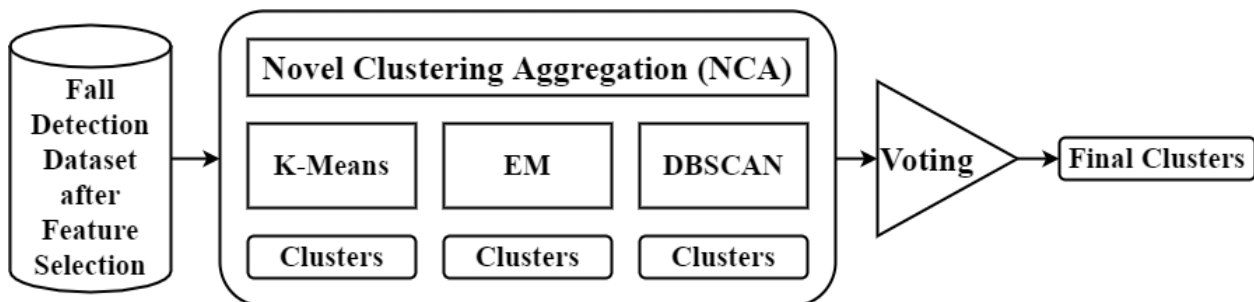 Fall
Detection
Dataset
after
Feature
Selection
Novel Clustering Aggregation (NCA)
K-Means
EM
DBSCAN
Clusters
Clusters
Clusters
Voting
Final Clusters